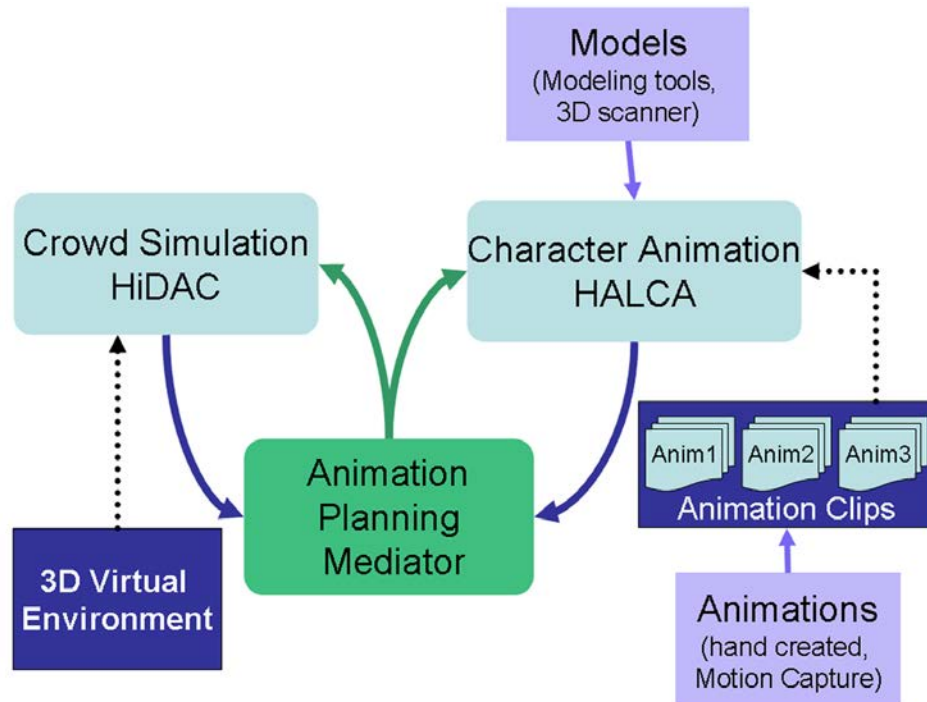 Models
(Modeling tools,
3D scanner)
Crowd Simulation
HiDAC
Character Animation
HALCA
Animation
Planning
Mediator
Anim1
Anim2
Anim3
Animation Clips
3D Virtual
Environment
Animations
(hand created,
Motion Capture)